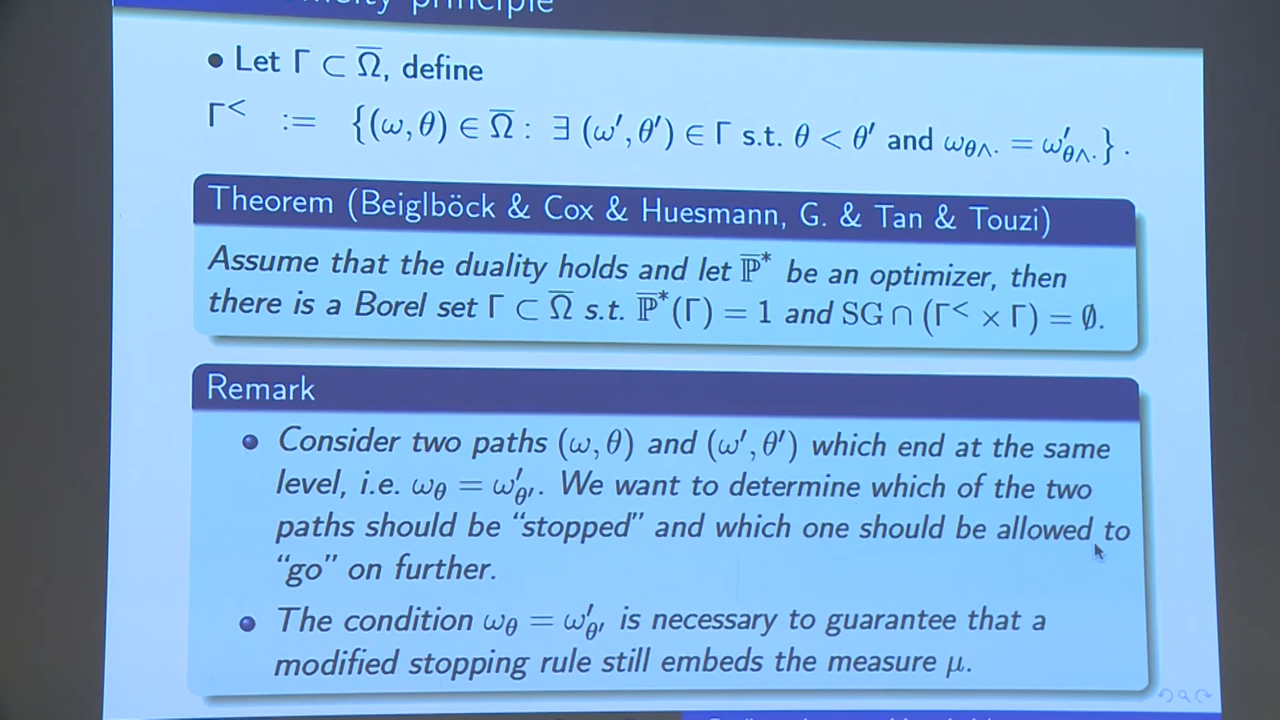 principle
• Let Γ ⊂ Ω̅, define
Γ^< := {(ω, θ) ∈ Ω̅ : ∃ (ω′, θ′) ∈ Γ s.t. θ < θ′ and ω_{θ∧·} = ω′_{θ∧·}} .
Theorem (Beiglböck & Cox & Huesmann, G. & Tan & Touzi)
Assume that the duality holds and let ℙ̅* be an optimizer, then
there is a Borel set Γ ⊂ Ω̅ s.t. ℙ̅*(Γ) = 1 and SG ∩ (Γ^< × Γ) = ∅.
Remark
Consider two paths (ω, θ) and (ω′, θ′) which end at the same
level, i.e. ω_θ = ω′_{θ′}. We want to determine which of the two
paths should be “stopped” and which one should be allowed to
“go” on further.
The condition ω_θ = ω′_{θ′} is necessary to guarantee that a
modified stopping rule still embeds the measure μ.